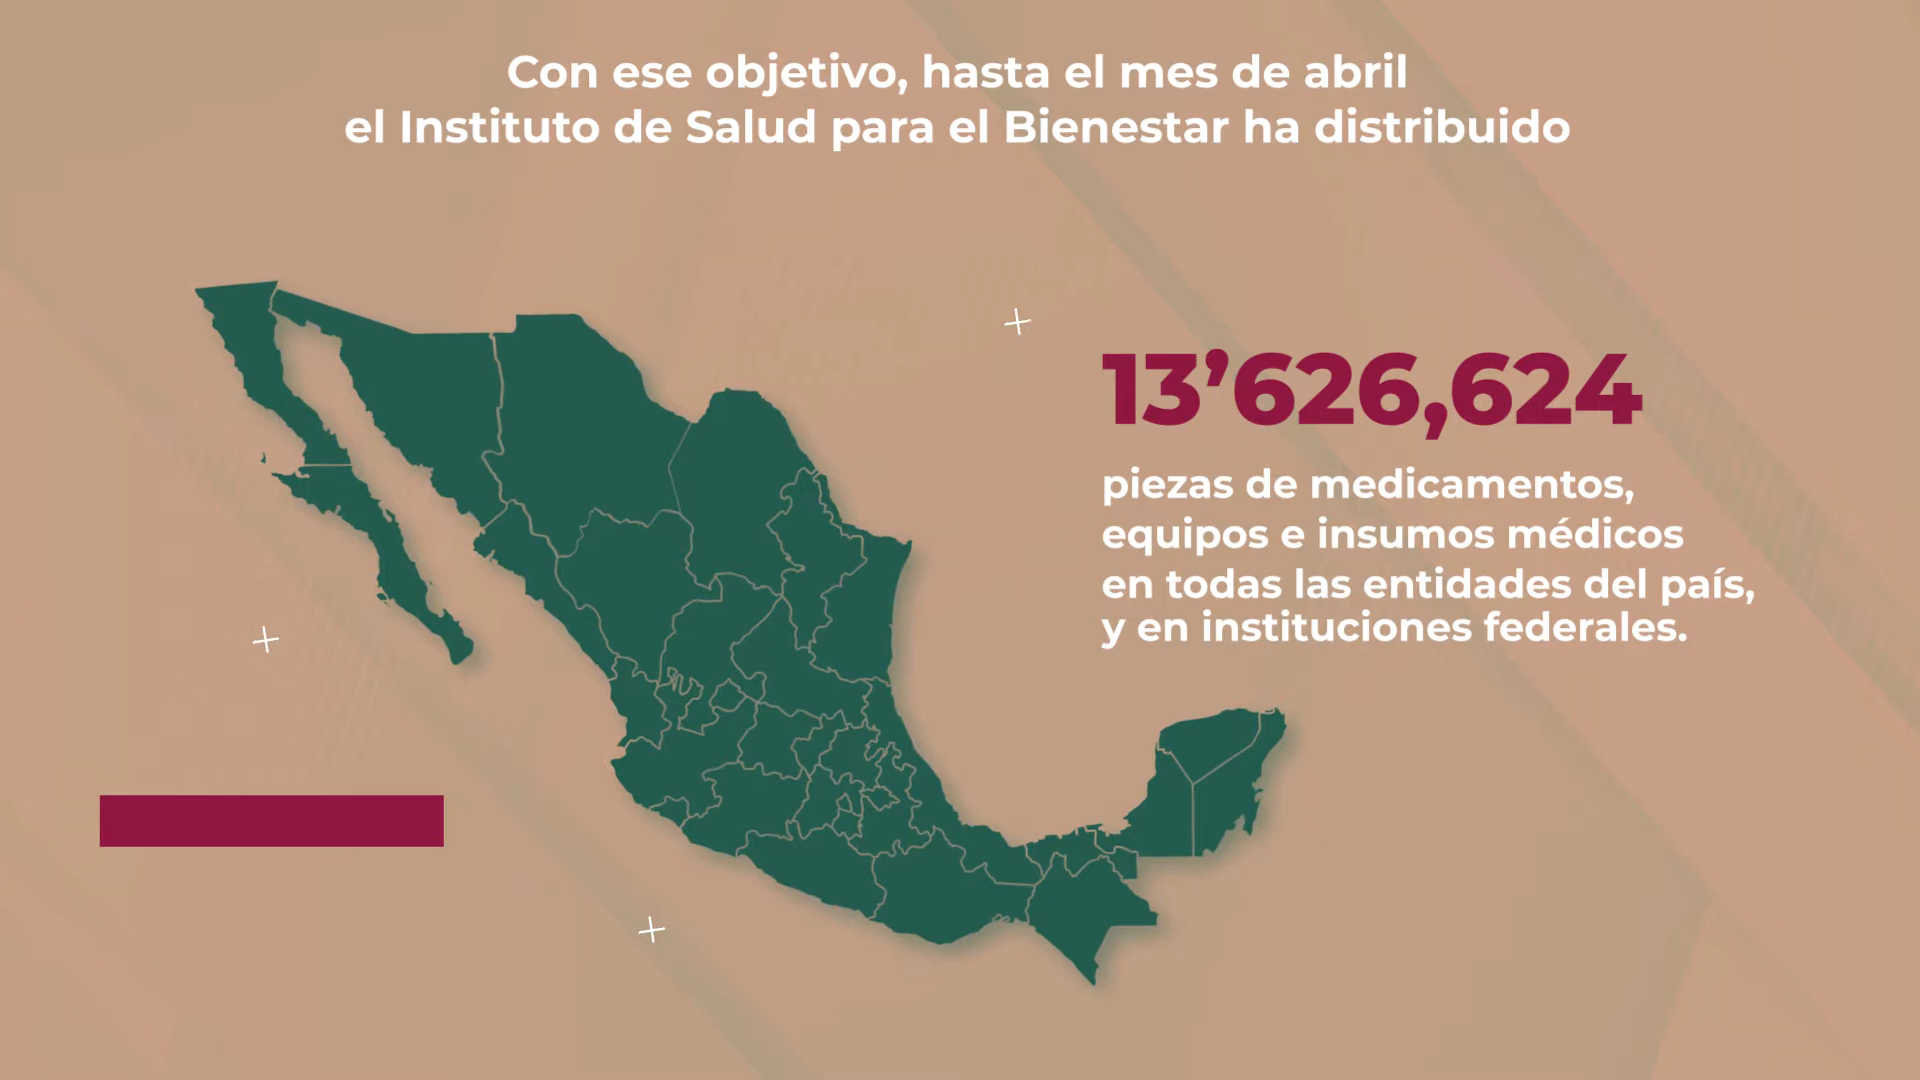 Con ese objetivo, hasta el mes de abril
el Instituto de Salud para el Bienestar ha distribuido
13’626,624
piezas de medicamentos,
equipos e insumos médicos
en todas las entidades del país,
y en instituciones federales.